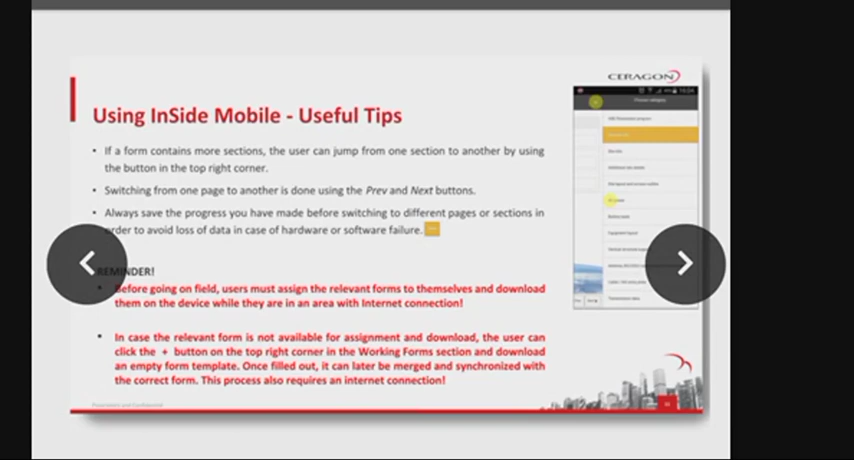 CERAGON
Using InSide Mobile - Useful Tips
• If a form contains more sections, the user can jump from one section to another by using
the button in the top right corner.
• Switching from one page to another is done using the Prev and Next buttons.
• Always save the progress you have made before switching to different pages or sections in
order to avoid loss of data in case of hardware or software failure.
REMINDER!
• Before going on field, users must assign the relevant forms to themselves and download
them on the device while they are in an area with Internet connection!
• In case the relevant form is not available for assignment and download, the user can
click the + button on the top right corner in the Working Forms section and download
an empty form template. Once filled out, it can later be merged and synchronized with
the correct form. This process also requires an internet connection!
Proprietary and Confidential